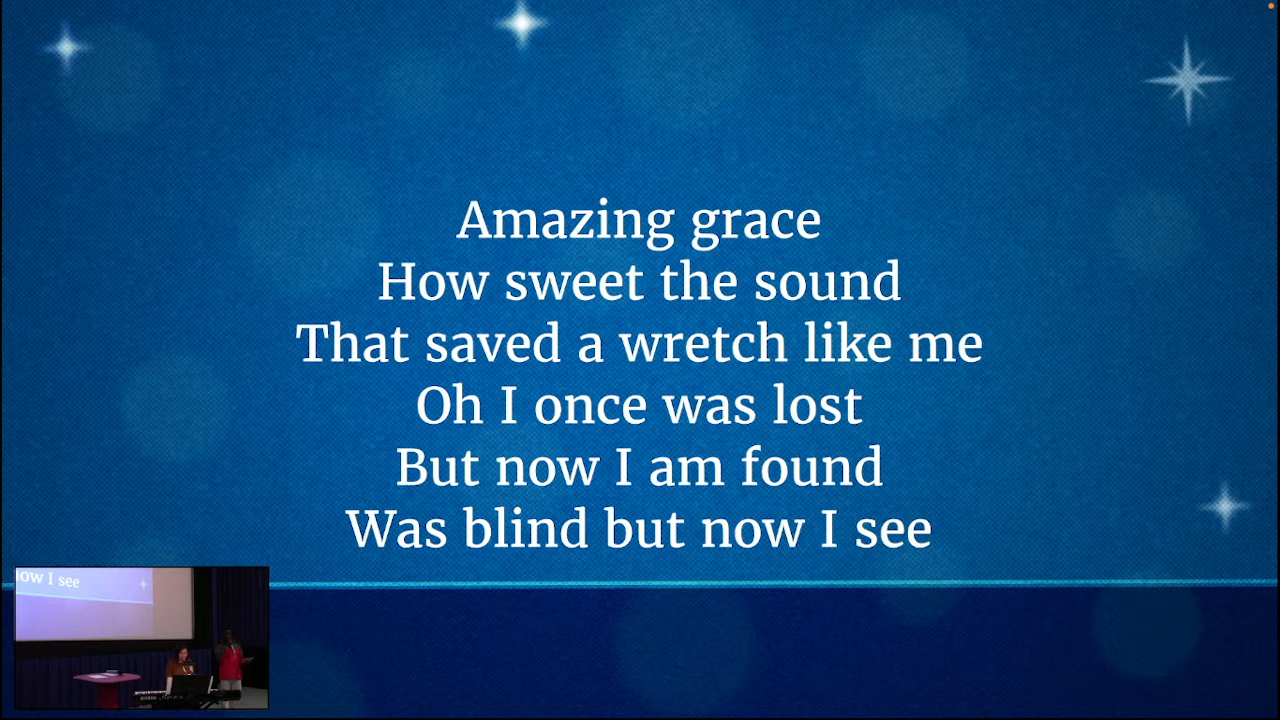 Amazing grace
How sweet the sound
That saved a wretch like me
Oh I once was lost
But now I am found
Was blind but now I see
now I see